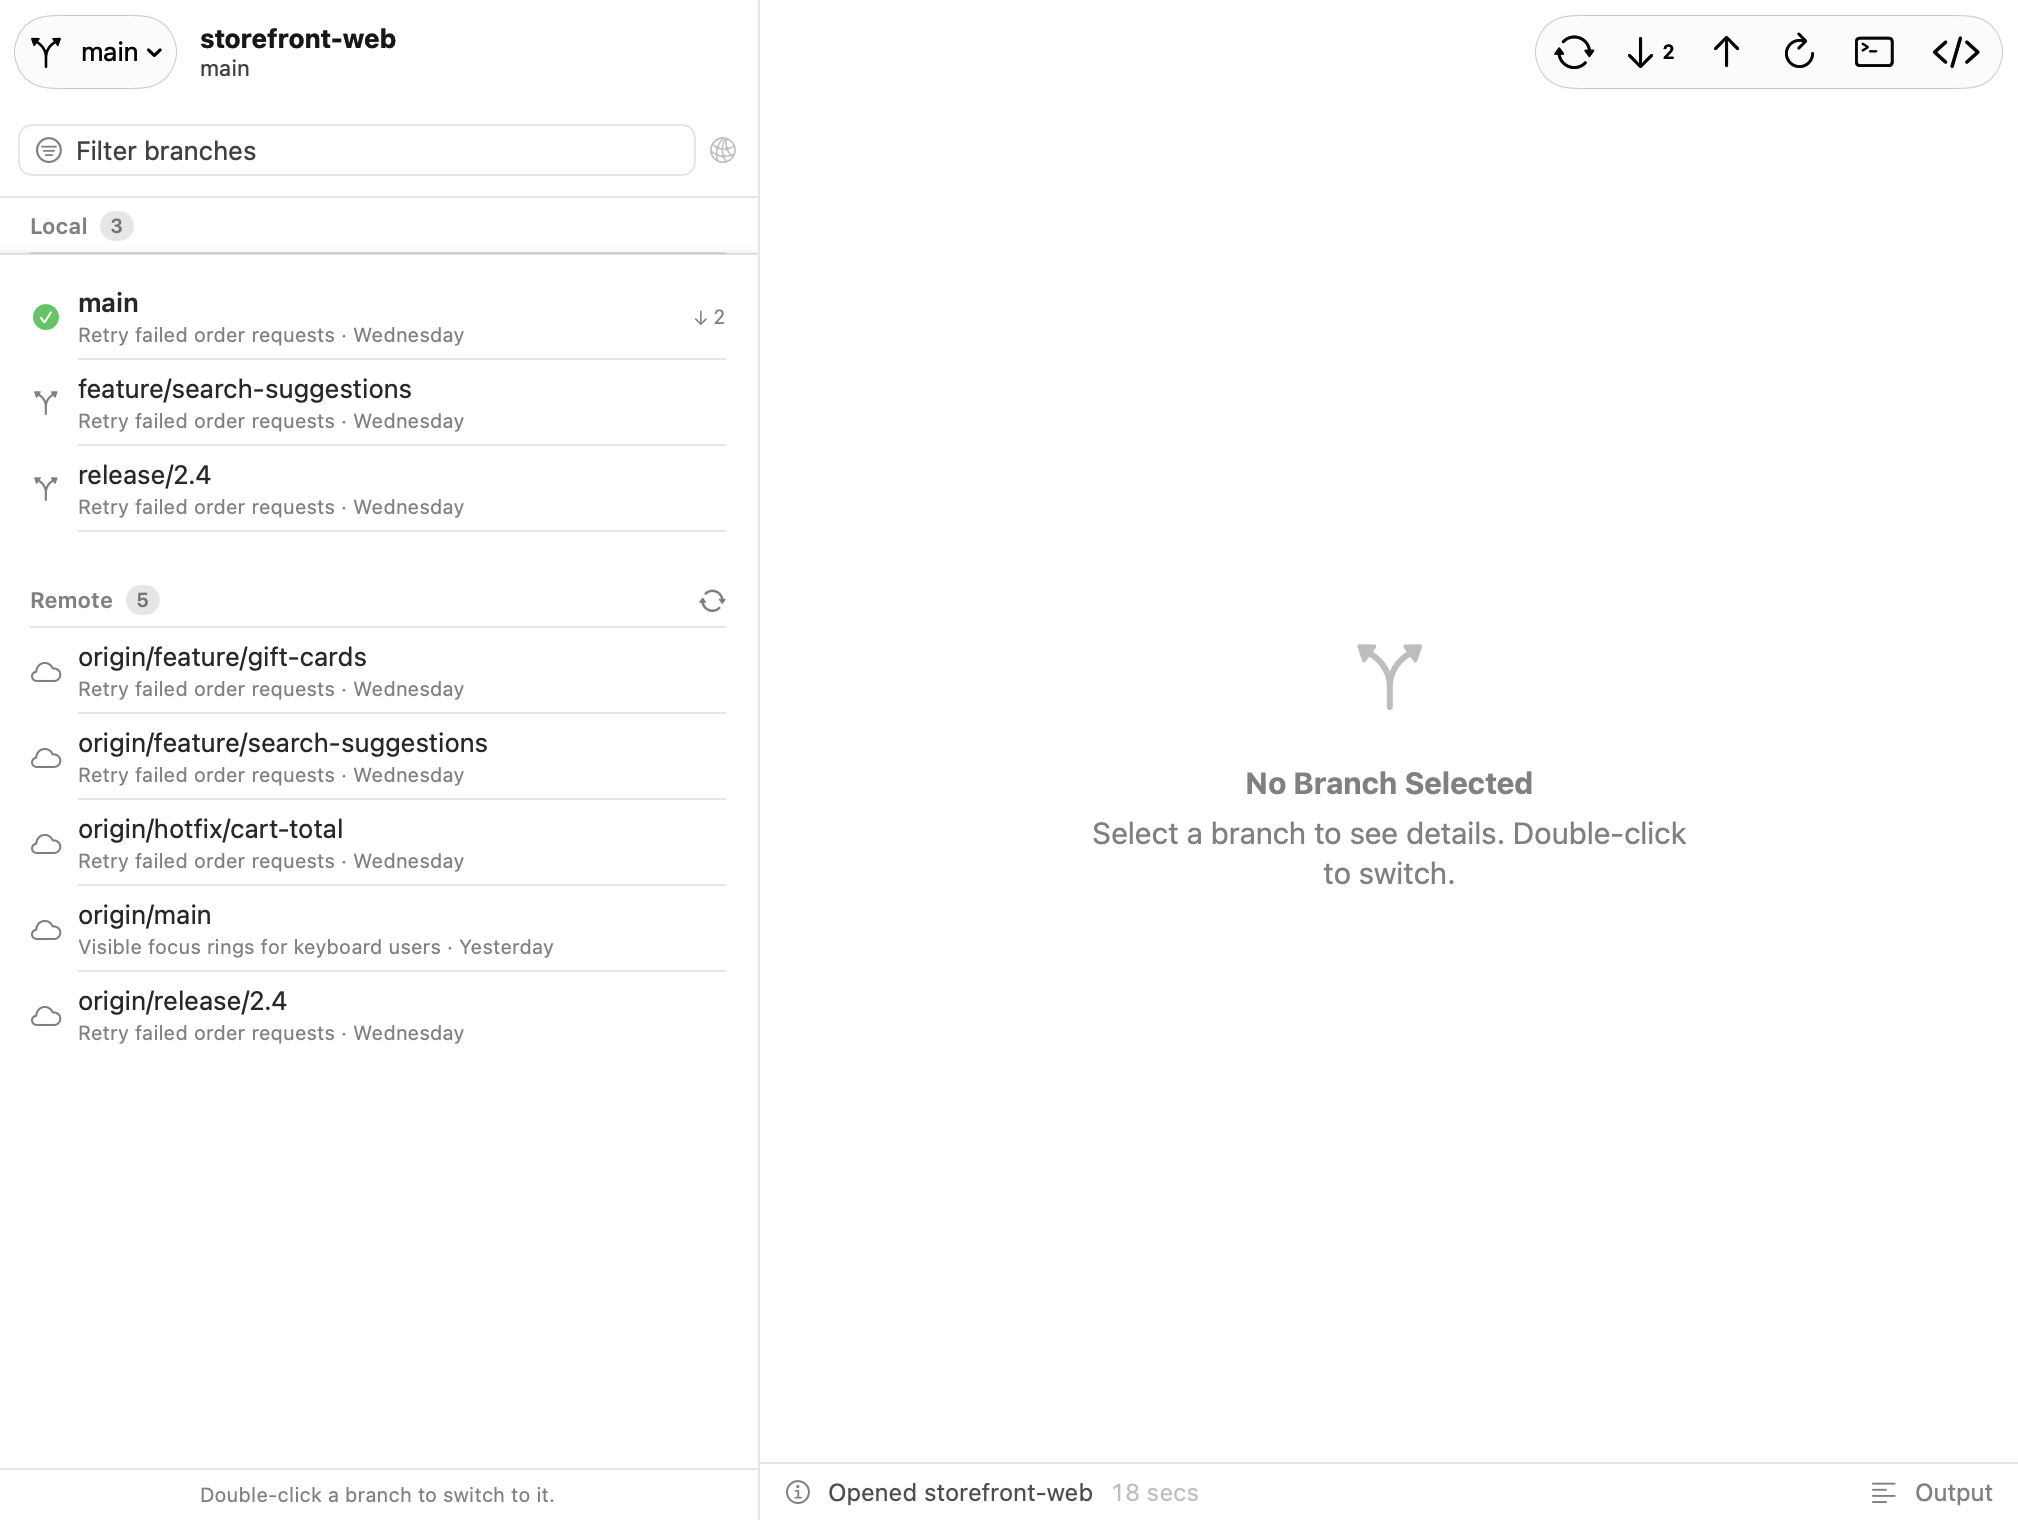 main
storefront-web
main
2
Filter branches
Local 3
main
Retry failed order requests · Wednesday
2
feature/search-suggestions
Retry failed order requests · Wednesday
release/2.4
Retry failed order requests · Wednesday
Remote 5
origin/feature/gift-cards
Retry failed order requests · Wednesday
origin/feature/search-suggestions
Retry failed order requests · Wednesday
origin/hotfix/cart-total
Retry failed order requests · Wednesday
origin/main
Visible focus rings for keyboard users · Yesterday
origin/release/2.4
Retry failed order requests · Wednesday
Double-click a branch to switch to it.
No Branch Selected
Select a branch to see details. Double-click
to switch.
Opened storefront-web 18 secs
Output